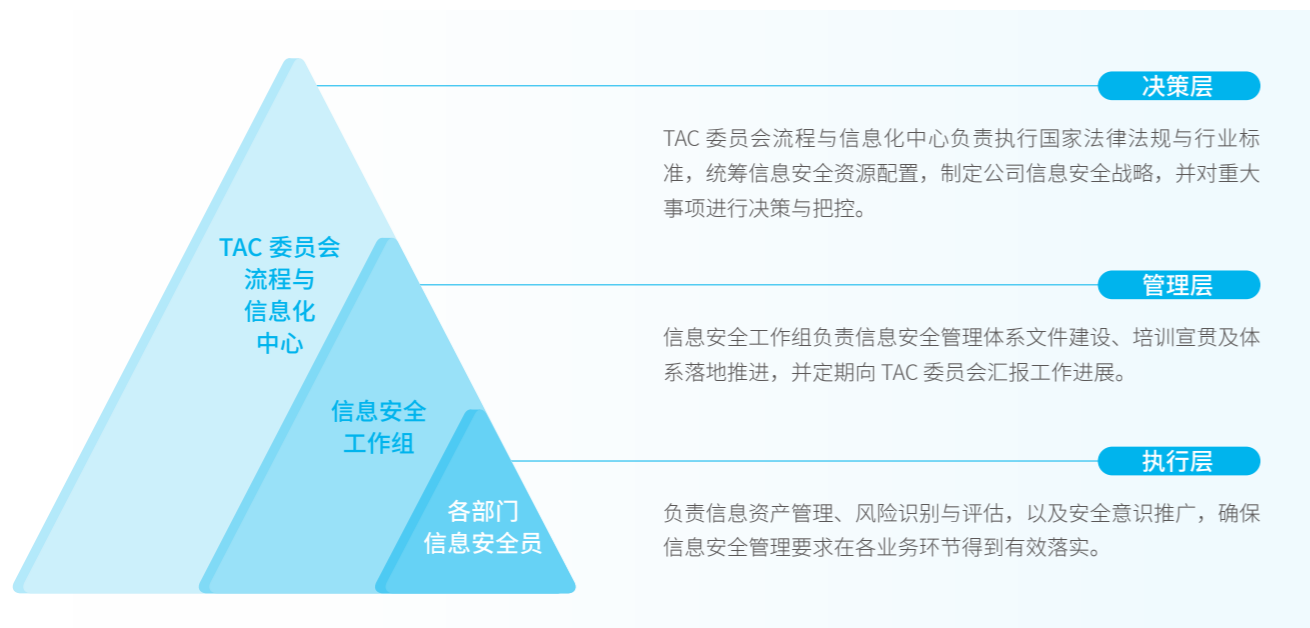 TAC 委员会
流程与
信息化
中心
信息安全
工作组
各部门
信息安全员
决策层
TAC 委员会流程与信息化中心负责执行国家法律法规与行业标
准，统筹信息安全资源配置，制定公司信息安全战略，并对重大
事项进行决策与把控。
管理层
信息安全工作组负责信息安全管理体系文件建设、培训宣贯及体
系落地推进，并定期向 TAC 委员会汇报工作进展。
执行层
负责信息资产管理、风险识别与评估，以及安全意识推广，确保
信息安全管理要求在各业务环节得到有效落实。